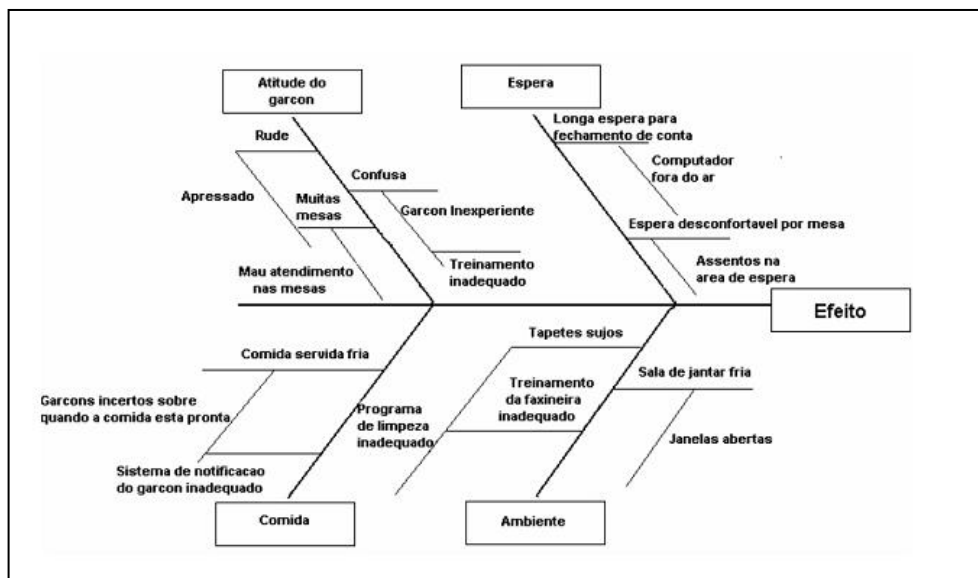 Atitude do
garcon
Espera
Rude
Longa espera para
fechamento de conta
Computador
fora do ar
Confusa
Apressado
Muitas
mesas
Garcon Inexperiente
Espera desconfortavel por mesa
Mau atendimento
nas mesas
Treinamento
inadequado
Assentos na
area de espera
Efeito
Tapetes sujos
Comida servida fria
Sala de jantar fria
Garcons incertos sobre
quando a comida esta pronta
Programa
de limpeza
inadequado
Treinamento
da faxineira
inadequado
Janelas abertas
Sistema de notificacao
do garcon inadequado
Comida
Ambiente